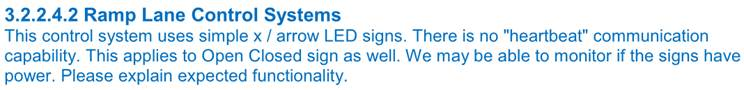 3.2.2.4.2 Ramp Lane Control Systems
This control system uses simple x / arrow LED signs. There is no "heartbeat" communication
capability. This applies to Open Closed sign as well. We may be able to monitor if the signs have
power. Please explain expected functionality.